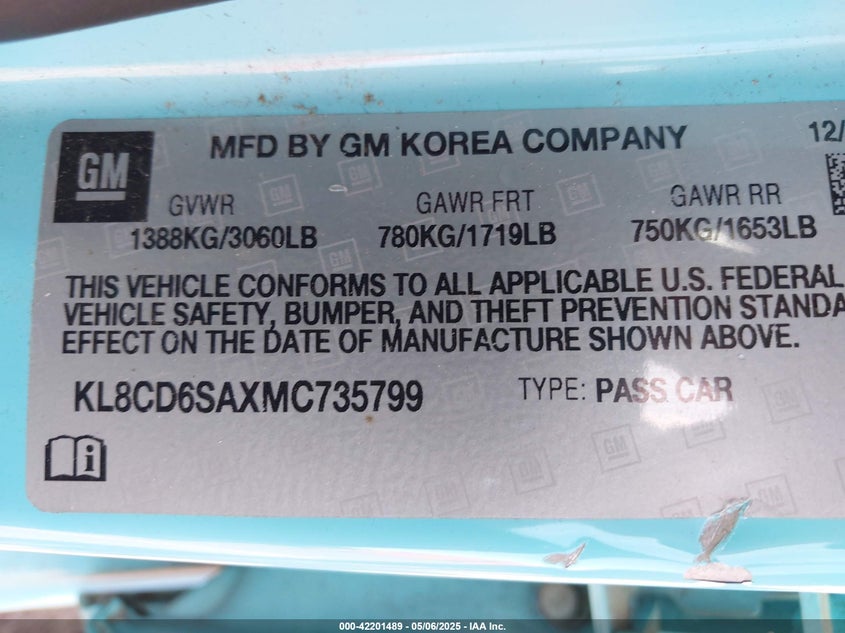 GM
MFD BY GM KOREA COMPANY
12/
GVWR
GAWR FRT
GAWR RR
1388KG/3060LB
780KG/1719LB
750KG/1653LB
THIS VEHICLE CONFORMS TO ALL APPLICABLE U.S. FEDERAL
VEHICLE SAFETY, BUMPER, AND THEFT PREVENTION STANDA
EFFECT ON THE DATE OF MANUFACTURE SHOWN ABOVE.
KL8CD6SAXMC735799
TYPE: PASS CAR
i
000-42201489 - 05/06/2025 - IAA Inc.